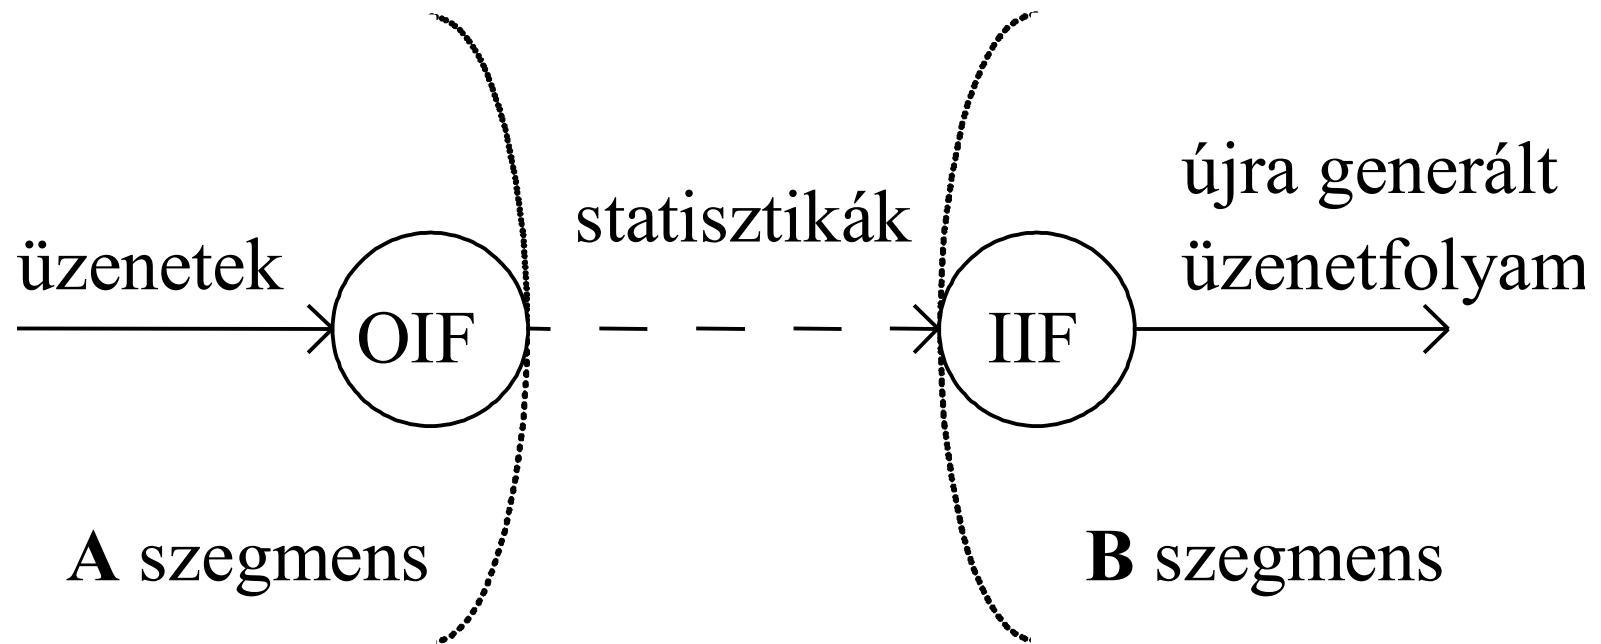 üzenetek
OIF
statisztikák
IIF
újra generált
üzenetfolyam
A szegmens
B szegmens